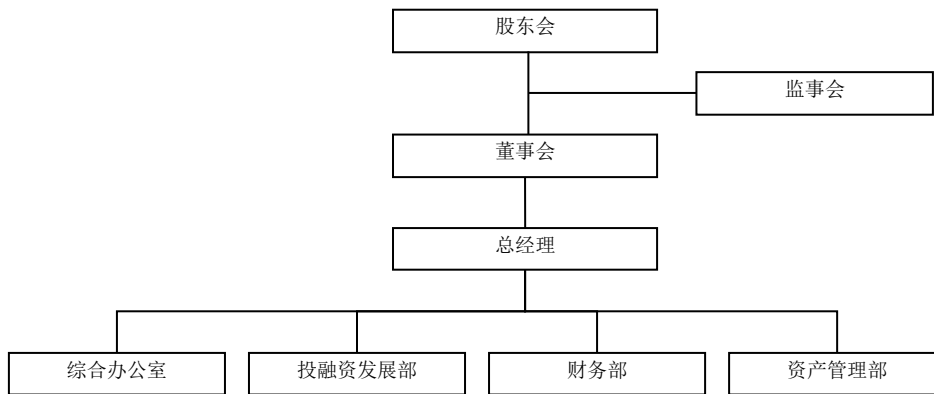 股东会
监事会
董事会
总经理
综合办公室
投融资发展部
财务部
资产管理部